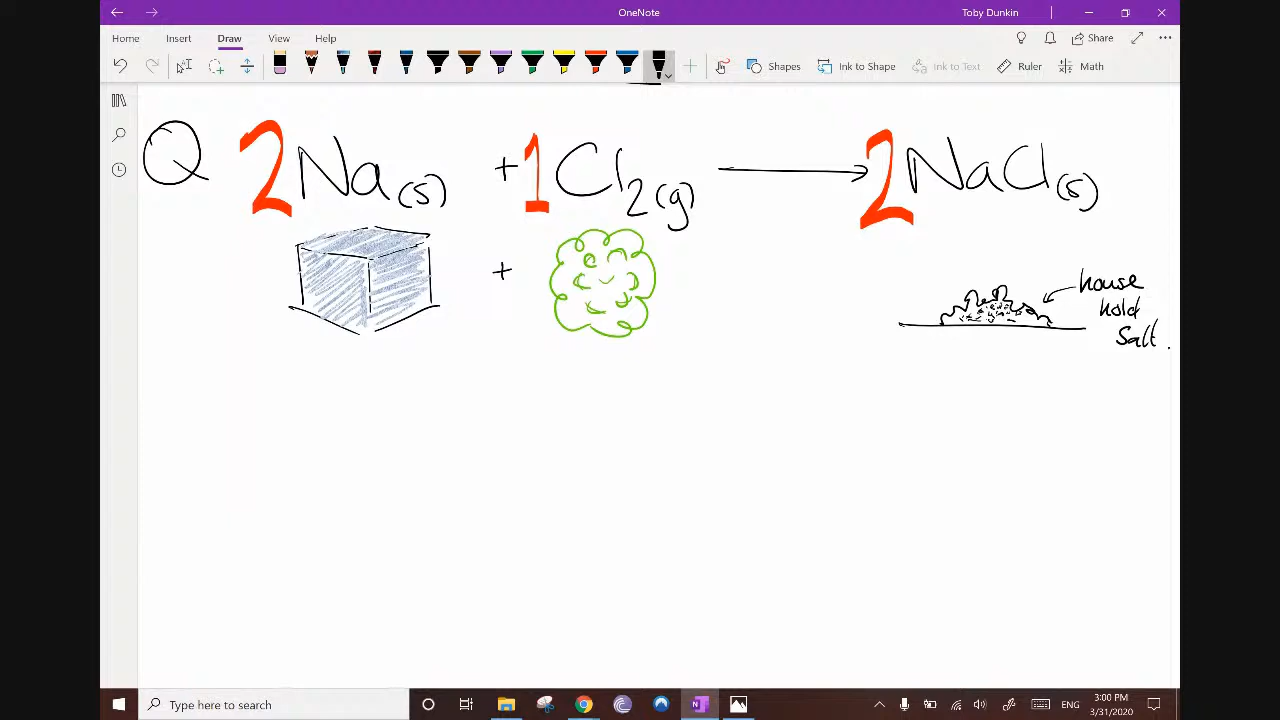 OneNote
Toby Dunkin
Home Insert Draw View Help
Share
Shapes Ink to Shape Ink to Text Ruler Math
Q 2Na(s) + 1Cl2(g) → 2NaCl(s)
+
house
hold
Salt.
Type here to search
ENG
3:00 PM
3/31/2020